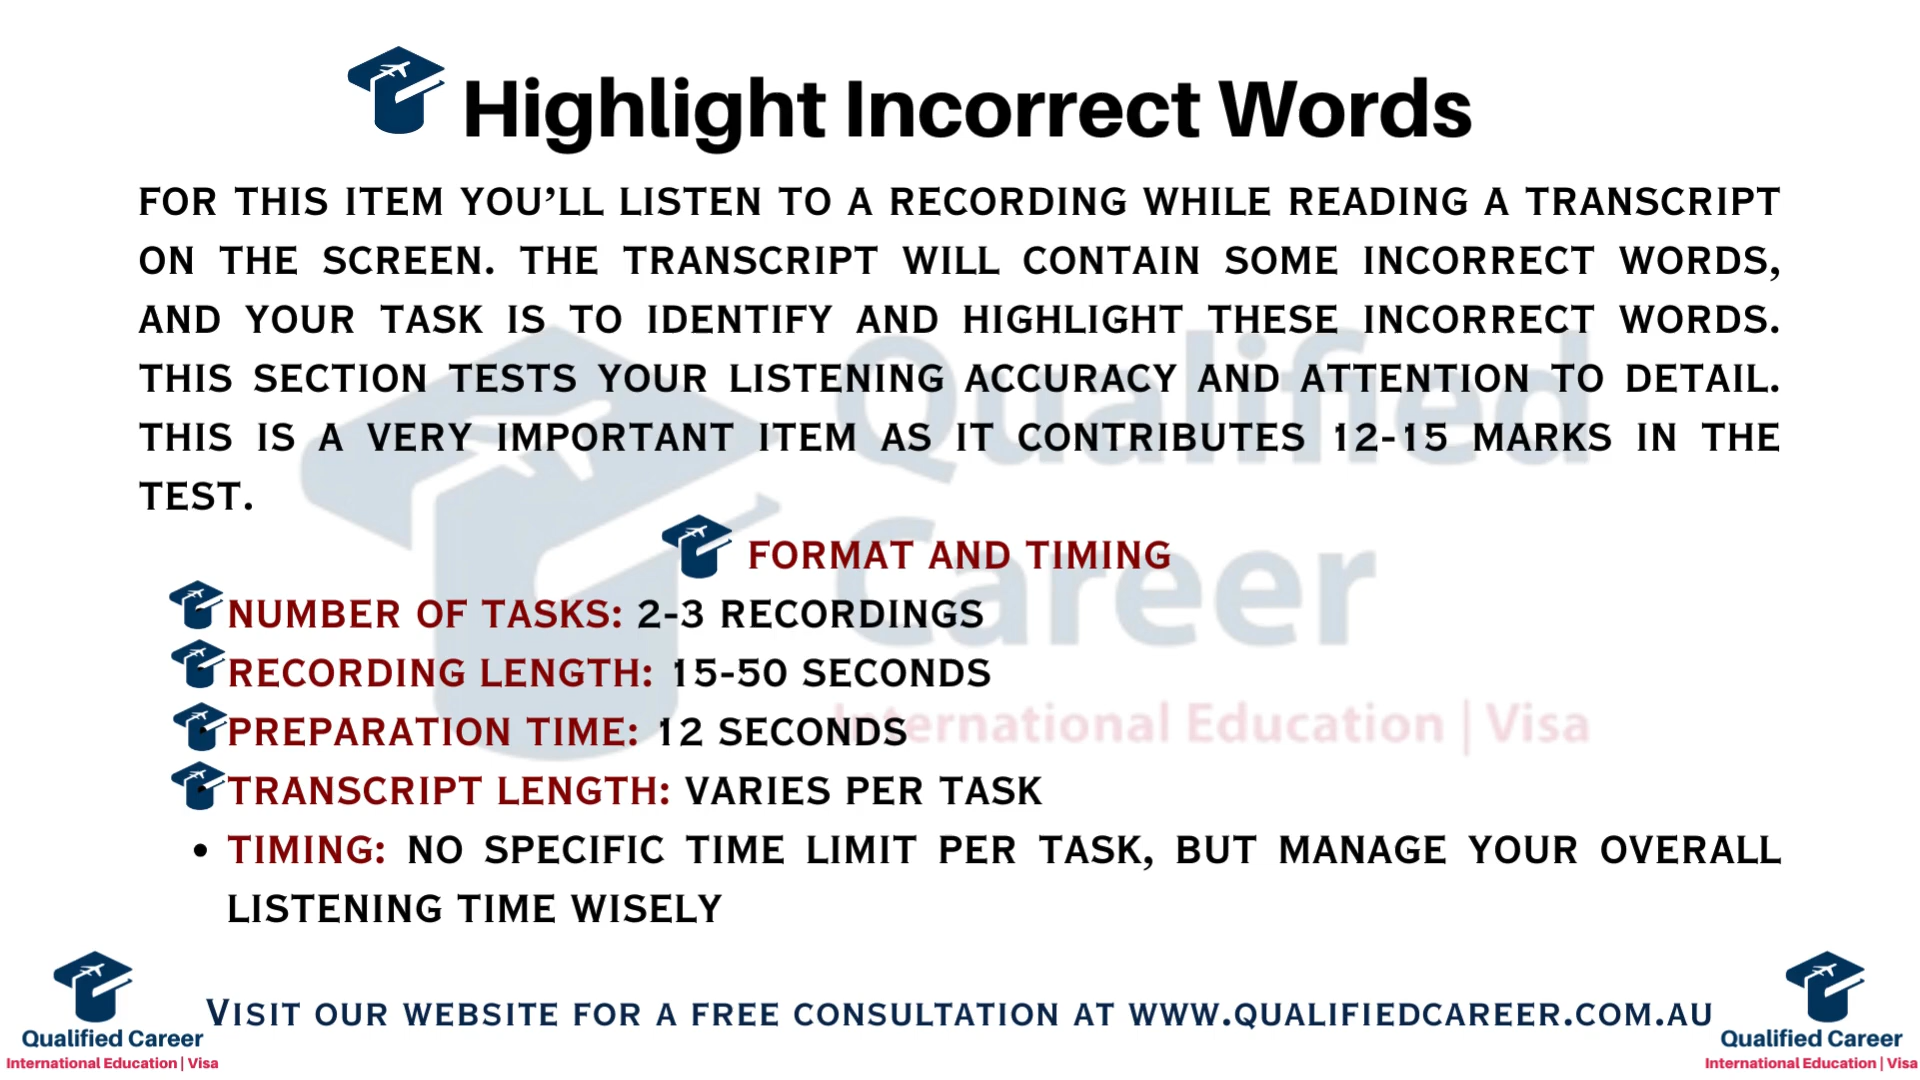 Highlight Incorrect Words
FOR THIS ITEM YOU'LL LISTEN TO A RECORDING WHILE READING A TRANSCRIPT
ON THE SCREEN. THE TRANSCRIPT WILL CONTAIN SOME INCORRECT WORDS,
AND YOUR TASK IS TO IDENTIFY AND HIGHLIGHT THESE INCORRECT WORDS.
THIS SECTION TESTS YOUR LISTENING ACCURACY AND ATTENTION TO DETAIL.
THIS IS A VERY IMPORTANT ITEM AS IT CONTRIBUTES 12-15 MARKS IN THE
TEST.
FORMAT AND TIMING
NUMBER OF TASKS: 2-3 RECORDINGS
RECORDING LENGTH: 15-50 SECONDS
PREPARATION TIME: 12 SECONDS
TRANSCRIPT LENGTH: VARIES PER TASK
• TIMING: NO SPECIFIC TIME LIMIT PER TASK, BUT MANAGE YOUR OVERALL
LISTENING TIME WISELY
Qualified
Career
International Education | Visa
VISIT OUR WEBSITE FOR A FREE CONSULTATION AT WWW.QUALIFIEDCAREER.COM.AU
Qualified Career
International Education | Visa
Qualified Career
International Education | Visa